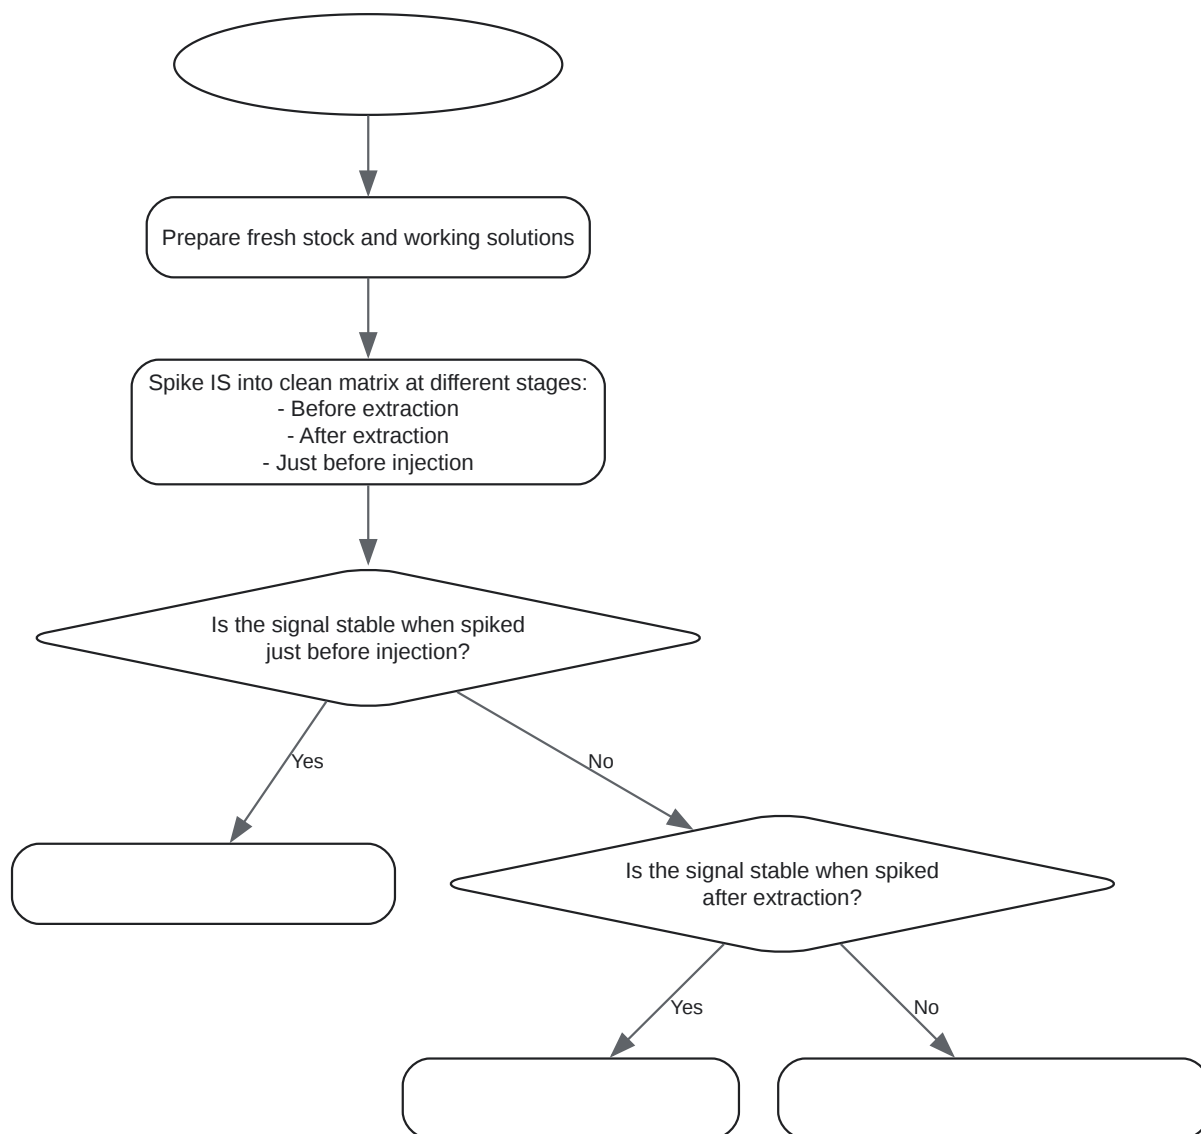 Prepare fresh stock and working solutions
Spike IS into clean matrix at different stages:
- Before extraction
- After extraction
- Just before injection
Is the signal stable when spiked
just before injection?
Yes
No
Is the signal stable when spiked
after extraction?
Yes
No